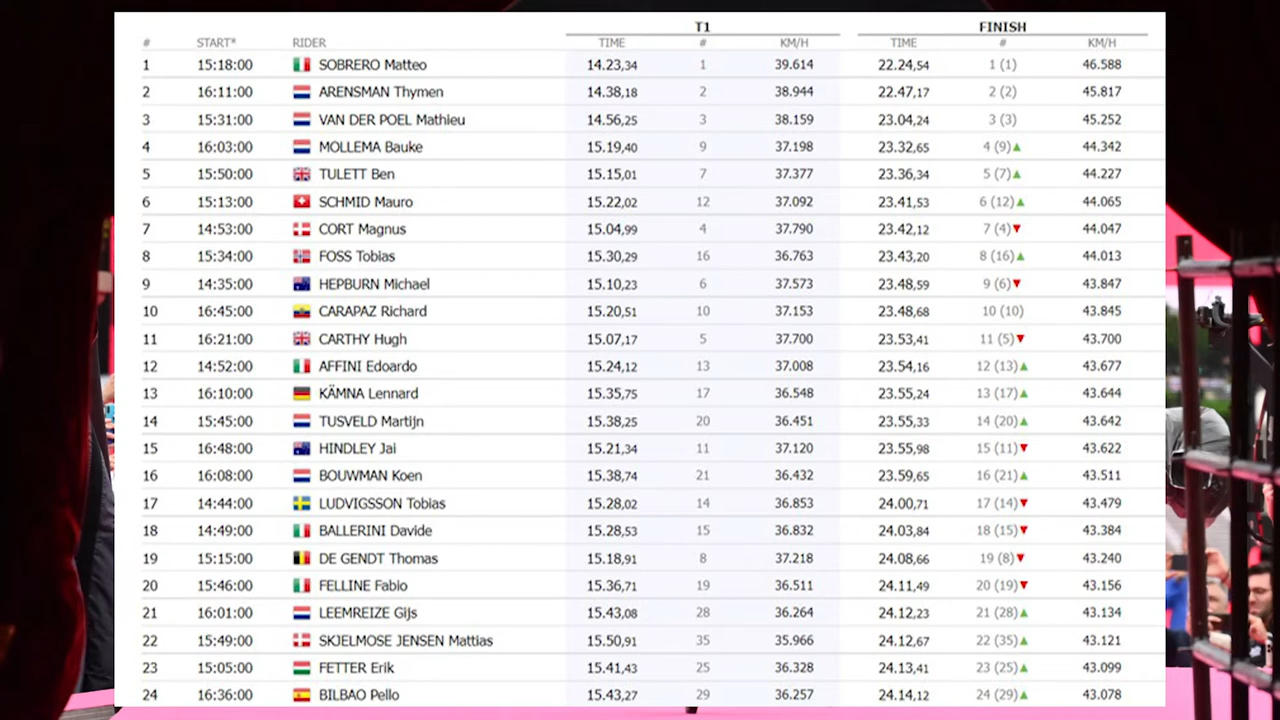 T1 FINISH
# START* RIDER TIME # KM/H TIME # KM/H
1 15:18:00 SOBRERO Matteo 14.23,34 1 39.614 22.24,54 1 (1) 46.588
2 16:11:00 ARENSMAN Thymen 14.38,18 2 38.944 22.47,17 2 (2) 45.817
3 15:31:00 VAN DER POEL Mathieu 14.56,25 3 38.159 23.04,24 3 (3) 45.252
4 16:03:00 MOLLEMA Bauke 15.19,40 9 37.198 23.32,65 4 (9)▲ 44.342
5 15:50:00 TULETT Ben 15.15,01 7 37.377 23.36,34 5 (7)▲ 44.227
6 15:13:00 SCHMID Mauro 15.22,02 12 37.092 23.41,53 6 (12)▲ 44.065
7 14:53:00 CORT Magnus 15.04,99 4 37.790 23.42,12 7 (4)▼ 44.047
8 15:34:00 FOSS Tobias 15.30,29 16 36.763 23.43,20 8 (16)▲ 44.013
9 14:35:00 HEPBURN Michael 15.10,23 6 37.573 23.48,59 9 (6)▼ 43.847
10 16:45:00 CARAPAZ Richard 15.20,51 10 37.153 23.48,68 10 (10) 43.845
11 16:21:00 CARTHY Hugh 15.07,17 5 37.700 23.53,41 11 (5)▼ 43.700
12 14:52:00 AFFINI Edoardo 15.24,12 13 37.008 23.54,16 12 (13)▲ 43.677
13 16:10:00 KÄMNA Lennard 15.35,75 17 36.548 23.55,24 13 (17)▲ 43.644
14 15:45:00 TUSVELD Martijn 15.38,25 20 36.451 23.55,33 14 (20)▲ 43.642
15 16:48:00 HINDLEY Jai 15.21,34 11 37.120 23.55,98 15 (11)▼ 43.622
16 16:08:00 BOUWMAN Koen 15.38,74 21 36.432 23.59,65 16 (21)▲ 43.511
17 14:44:00 LUDVIGSSON Tobias 15.28,02 14 36.853 24.00,71 17 (14)▼ 43.479
18 14:49:00 BALLERINI Davide 15.28,53 15 36.832 24.03,84 18 (15)▼ 43.384
19 15:15:00 DE GENDT Thomas 15.18,91 8 37.218 24.08,66 19 (8)▼ 43.240
20 15:46:00 FELLINE Fabio 15.36,71 19 36.511 24.11,49 20 (19)▼ 43.156
21 16:01:00 LEEMREIZE Gijs 15.43,08 28 36.264 24.12,23 21 (28)▲ 43.134
22 15:49:00 SKJELMOSE JENSEN Mattias 15.50,91 35 35.966 24.12,67 22 (35)▲ 43.121
23 15:05:00 FETTER Erik 15.41,43 25 36.328 24.13,41 23 (25)▲ 43.099
24 16:36:00 BILBAO Pello 15.43,27 29 36.257 24.14,12 24 (29)▲ 43.078